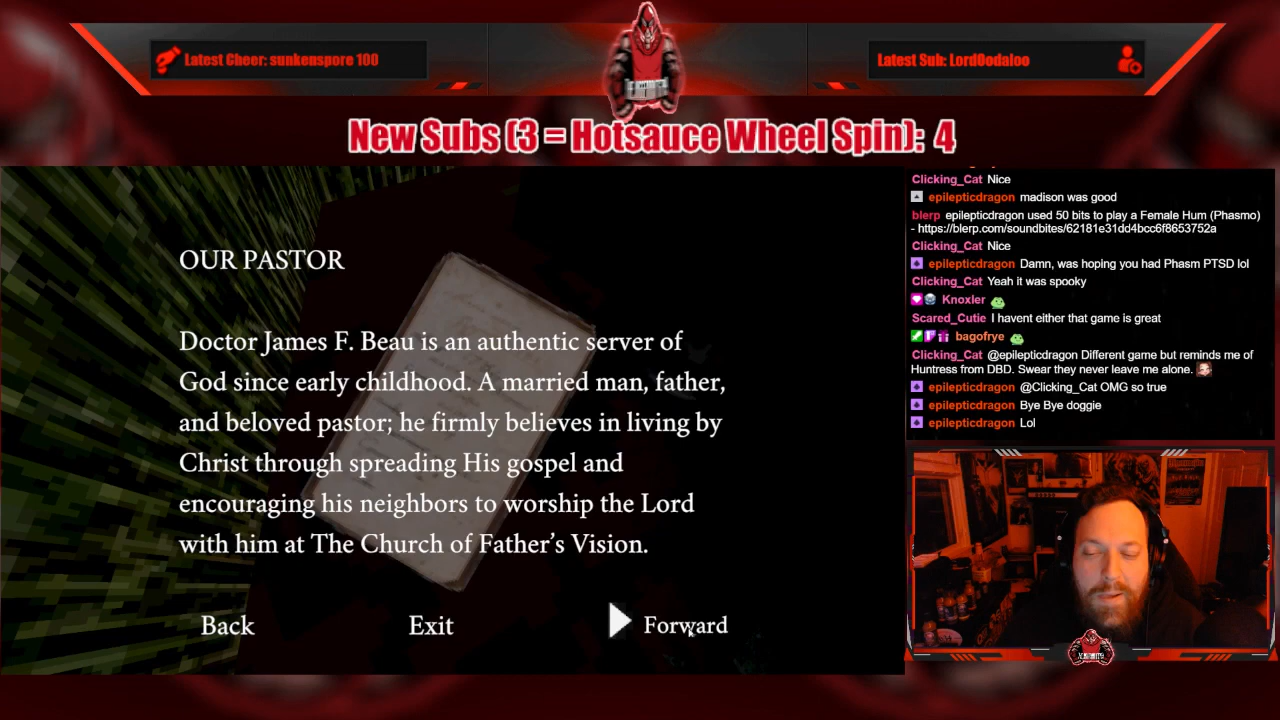 Latest Cheer: sunkenspore 100
Latest Sub: LordOodaloo
New Subs (3 = Hotsauce Wheel Spin): 4
OUR PASTOR
Doctor James F. Beau is an authentic server of
God since early childhood. A married man, father,
and beloved pastor; he firmly believes in living by
Christ through spreading His gospel and
encouraging his neighbors to worship the Lord
with him at The Church of Father's Vision.
Back
Exit
Forward
Clicking_Cat Nice
epilepticdragon madison was good
blerp epilepticdragon used 50 bits to play a Female Hum (Phasmo)
- https://blerp.com/soundbites/62181e31dd4bcc6f8653752a
Clicking_Cat Nice
epilepticdragon Damn, was hoping you had Phasm PTSD lol
Clicking_Cat Yeah it was spooky
Knoxler
Scared_Cutie I havent either that game is great
bagofrye
Clicking_Cat @epilepticdragon Different game but reminds me of
Huntress from DBD. Swear they never leave me alone.
epilepticdragon @Clicking_Cat OMG so true
epilepticdragon Bye Bye doggie
epilepticdragon Lol